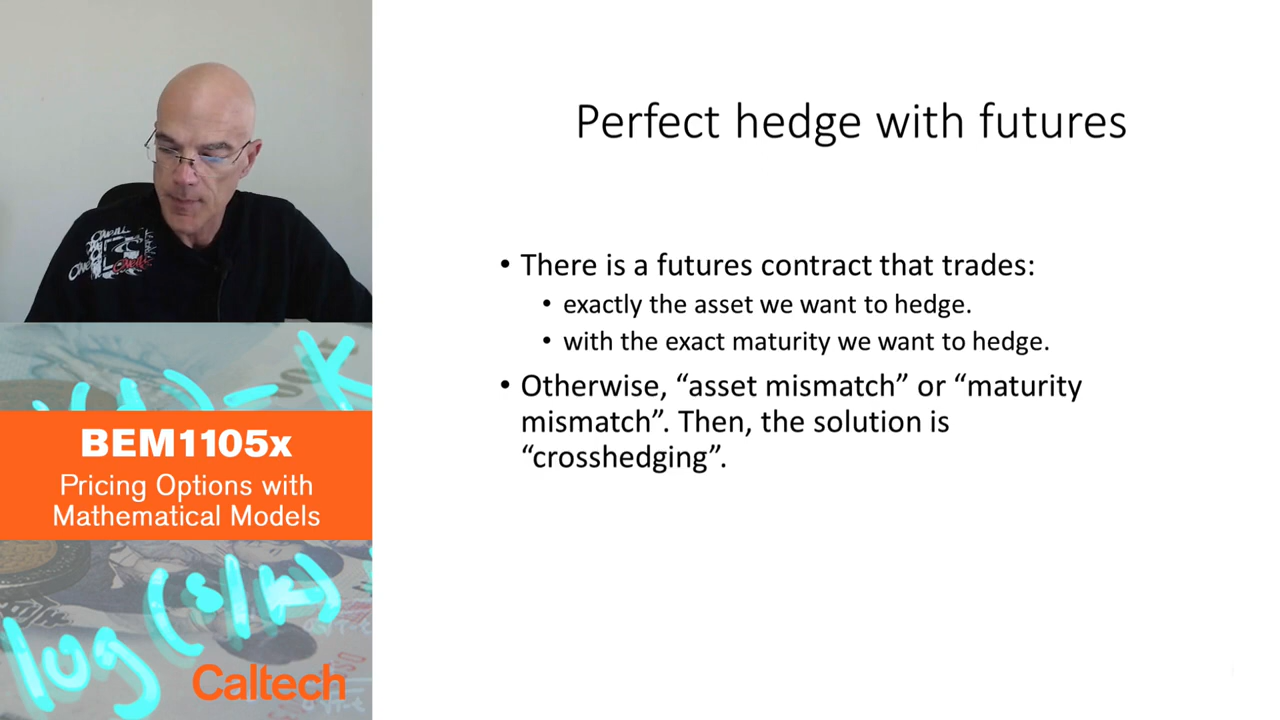 Perfect hedge with futures
• There is a futures contract that trades:
• exactly the asset we want to hedge.
• with the exact maturity we want to hedge.
• Otherwise, “asset mismatch” or “maturity
mismatch”. Then, the solution is
“crosshedging”.
BEM1105x
Pricing Options with
Mathematical Models
log (s/k)
Caltech